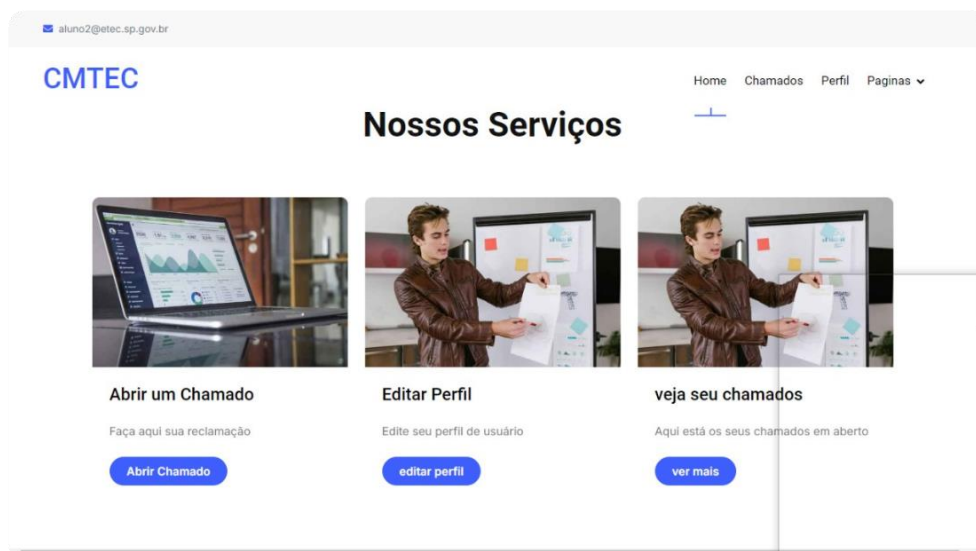 aluno2@etec.sp.gov.br
CMTEC
Home Chamados Perfil Paginas
Nossos Serviços
Abrir um Chamado
Faça aqui sua reclamação
Abrir Chamado
Editar Perfil
Edite seu perfil de usuário
editar perfil
veja seu chamados
Aqui está os seus chamados em aberto
ver mais